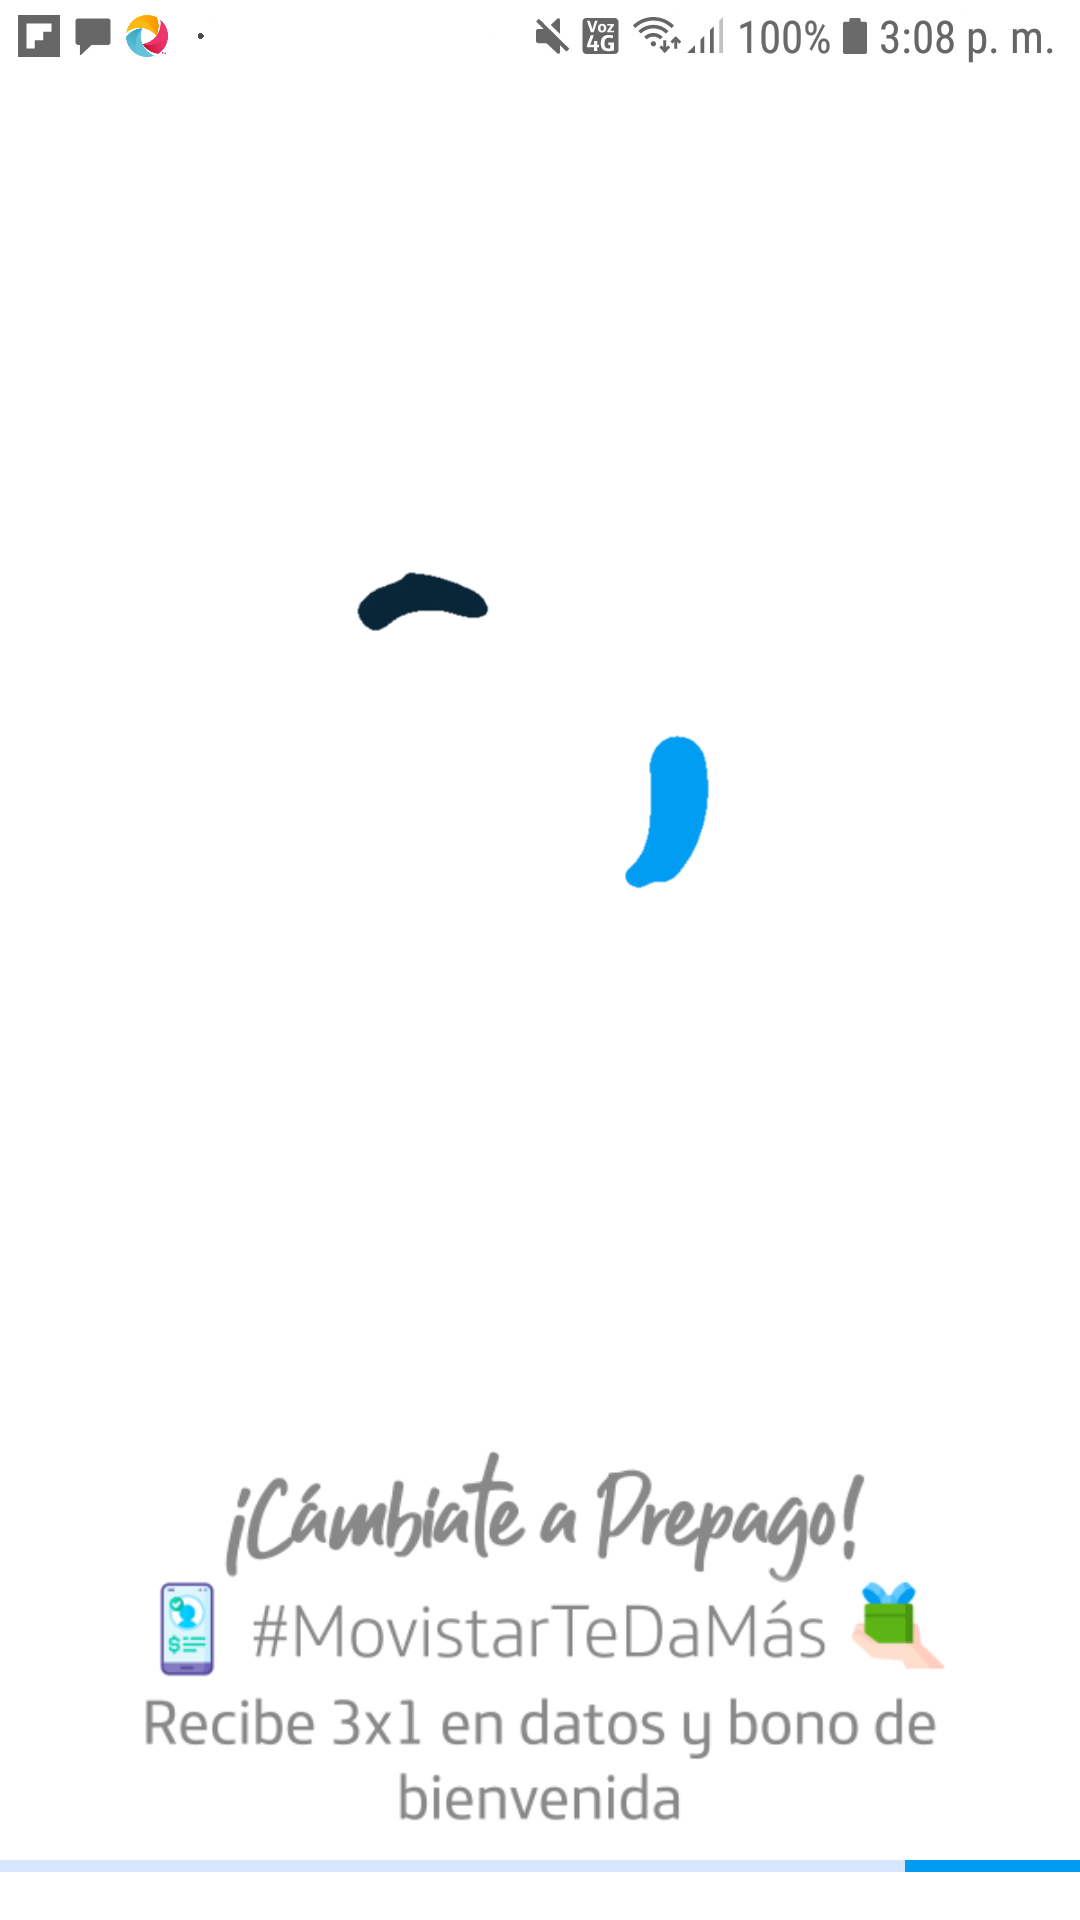 Voz 4G 100% 3:08 p. m.
¡Cámbiate a Prepago!
#MovistarTeDaMás
Recibe 3x1 en datos y bono de
bienvenida